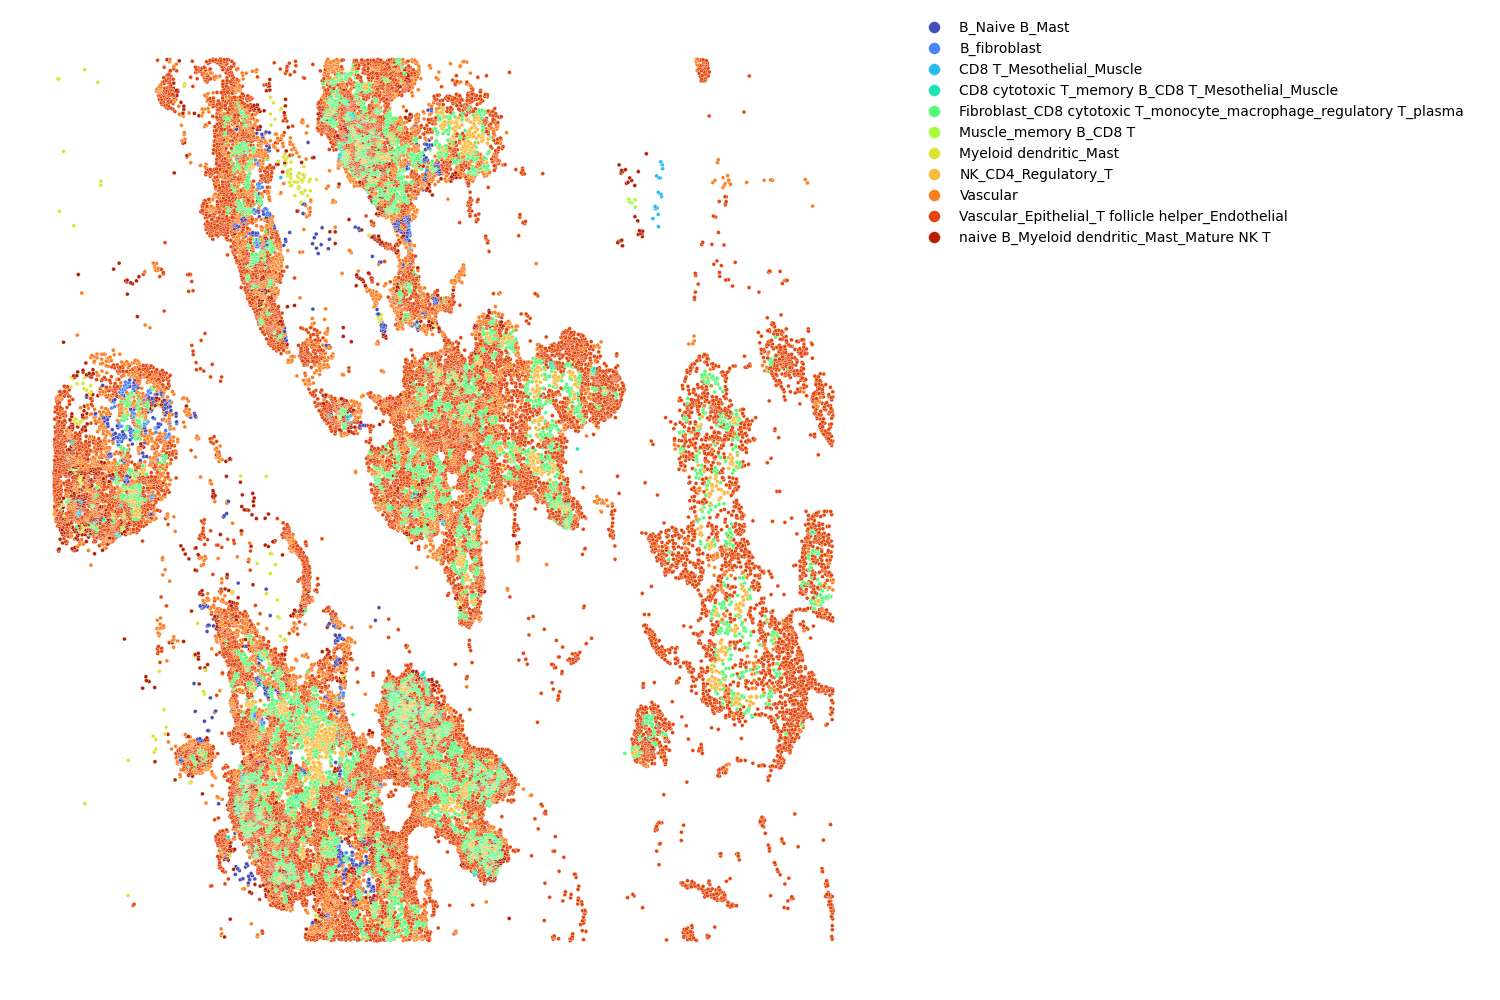 B_Naive B_Mast
B_fibroblast
CD8 T_Mesothelial_Muscle
CD8 cytotoxic T_memory B_CD8 T_Mesothelial_Muscle
Fibroblast_CD8 cytotoxic T_monocyte_macrophage_regulatory T_plasma
Muscle_memory B_CD8 T
Myeloid dendritic_Mast
NK_CD4_Regulatory_T
Vascular
Vascular_Epithelial_T follicle helper_Endothelial
naive B_Myeloid dendritic_Mast_Mature NK T